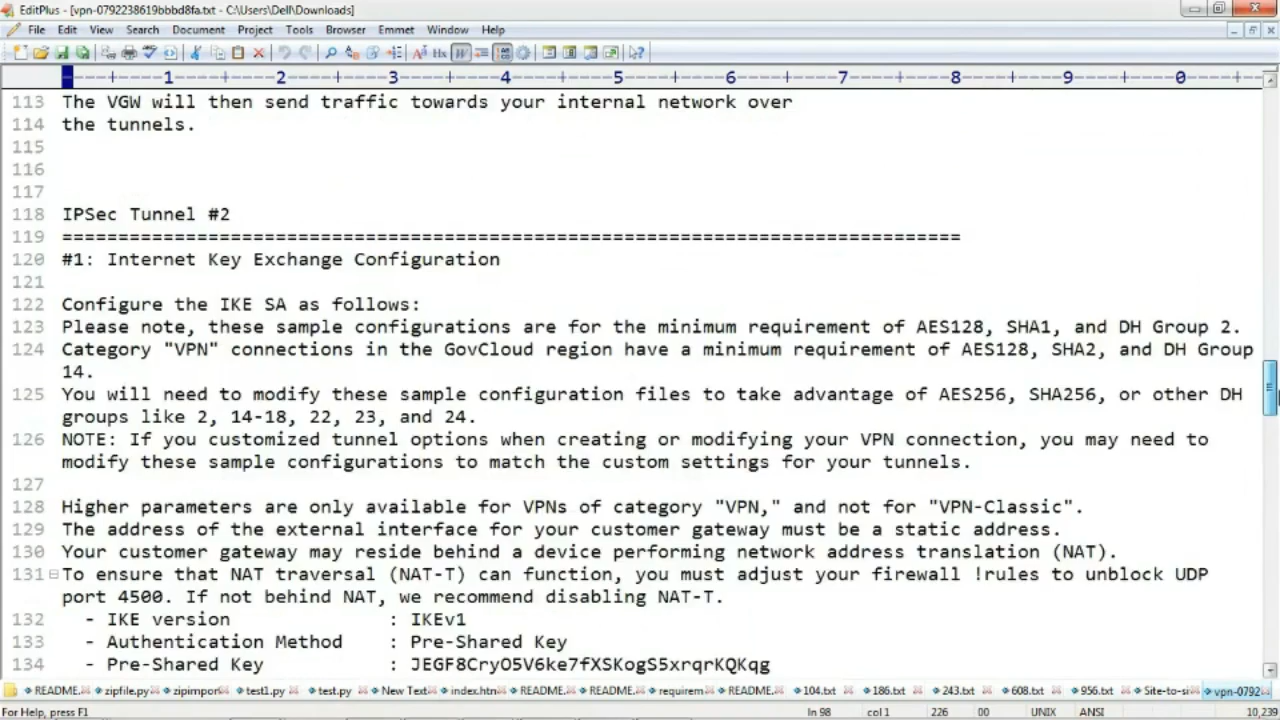 EditPlus - [vpn-0792238619bbbd8fa.txt - C:\Users\Dell\Downloads]
File Edit View Search Document Project Tools Browser Emmet Window Help
----+----1----+----2----+----3----+----4----+----5----+----6----+----7----+----8----+----9----+----0----+--
113 The VGW will then send traffic towards your internal network over
114 the tunnels.
115
116
117
118 IPSec Tunnel #2
119 ================================================================================
120 #1: Internet Key Exchange Configuration
121
122 Configure the IKE SA as follows:
123 Please note, these sample configurations are for the minimum requirement of AES128, SHA1, and DH Group 2.
124 Category "VPN" connections in the GovCloud region have a minimum requirement of AES128, SHA2, and DH Group
14.
125 You will need to modify these sample configuration files to take advantage of AES256, SHA256, or other DH
groups like 2, 14-18, 22, 23, and 24.
126 NOTE: If you customized tunnel options when creating or modifying your VPN connection, you may need to
modify these sample configurations to match the custom settings for your tunnels.
127
128 Higher parameters are only available for VPNs of category "VPN," and not for "VPN-Classic".
129 The address of the external interface for your customer gateway must be a static address.
130 Your customer gateway may reside behind a device performing network address translation (NAT).
131 To ensure that NAT traversal (NAT-T) can function, you must adjust your firewall !rules to unblock UDP
port 4500. If not behind NAT, we recommend disabling NAT-T.
132 - IKE version : IKEv1
133 - Authentication Method : Pre-Shared Key
134 - Pre-Shared Key : JEGF8CryO5V6ke7fXSKogS5xrqrKQKqg
README. zipfile.py zipimpor test1.py test.py New Text index.htm README. README. requirem README. 104.txt 186.txt 243.txt 608.txt 956.txt Site-to-si vpn-0792
For Help, press F1 ln 98 col 1 226 00 UNIX ANSI 10,239